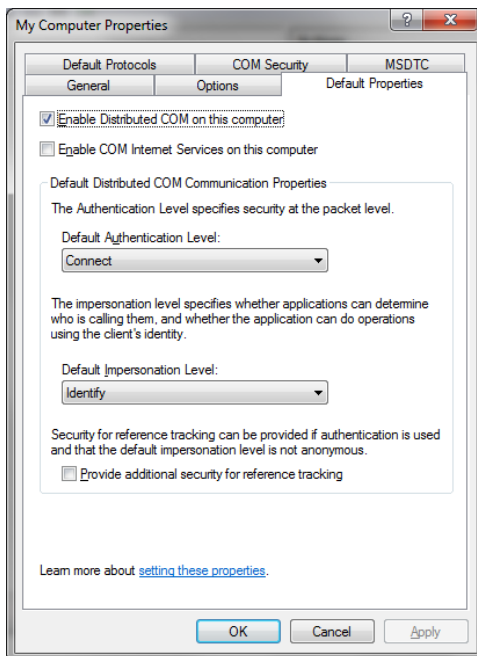 My Computer Properties
?
X
Default Protocols
COM Security
MSDTC
General
Options
Default Properties
Enable Distributed COM on this computer
Enable COM Internet Services on this computer
Default Distributed COM Communication Properties
The Authentication Level specifies security at the packet level.
Default Authentication Level:
Connect
The impersonation level specifies whether applications can determine
who is calling them, and whether the application can do operations
using the client's identity.
Default Impersonation Level:
Identify
Security for reference tracking can be provided if authentication is used
and that the default impersonation level is not anonymous.
Provide additional security for reference tracking
Learn more about setting these properties.
OK
Cancel
Apply